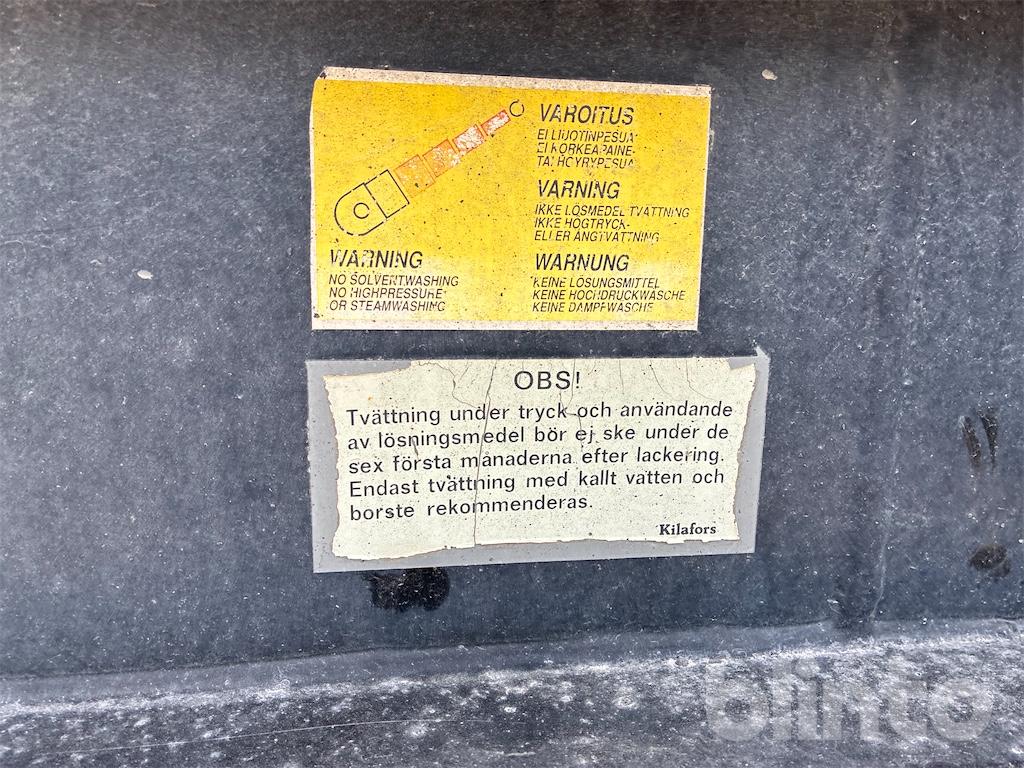 VAROITUS
EI LIUOTINPESUA
EI KORKEAPAINE-
TAI HÖYRYPESUA
VARNING
IKKE LÖSMEDEL TVÄTTNING
IKKE HÖGTRYCK-
ELLER ÅNGTVÄTTNING
WARNING
NO SOLVENTWASHING
NO HIGHPRESSURE-
OR STEAMWASHING
WARNUNG
KEINE LÖSUNGSMITTEL
KEINE HOCHDRUCKWÄSCHE
KEINE DAMPFWÄSCHE
OBS!
Tvättning under tryck och användande
av lösningsmedel bör ej ske under de
sex första månaderna efter lackering.
Endast tvättning med kallt vatten och
borste rekommenderas.
Kilafors
blinto